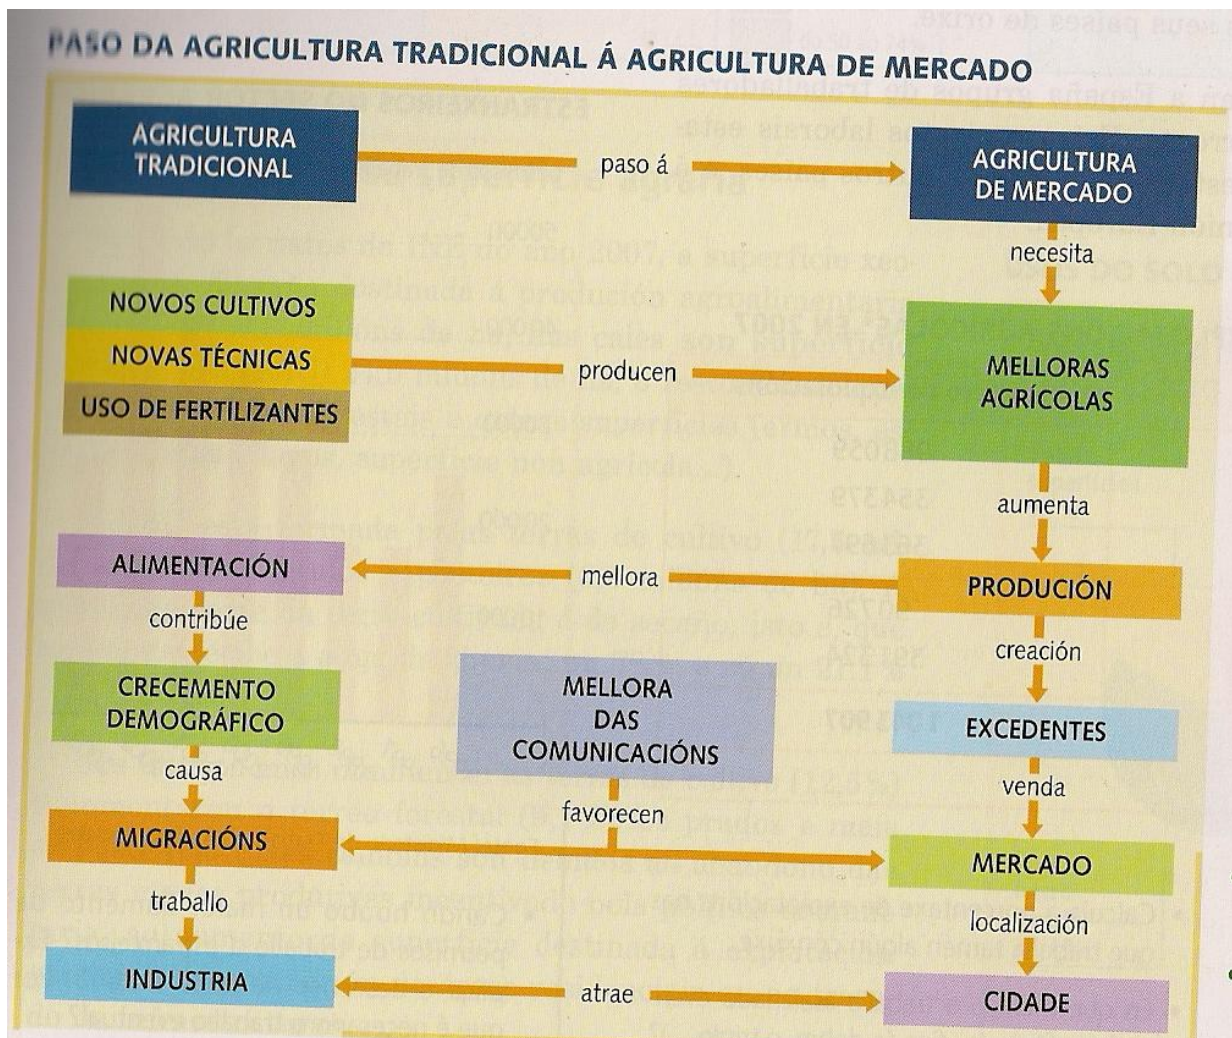 PASO DA AGRICULTURA TRADICIONAL Á AGRICULTURA DE MERCADO
AGRICULTURA
TRADICIONAL
paso á
AGRICULTURA
DE MERCADO
necesita
NOVOS CULTIVOS
NOVAS TÉCNICAS
USO DE FERTILIZANTES
producen
MELLORAS
AGRÍCOLAS
aumenta
ALIMENTACIÓN
mellora
PRODUCIÓN
contribúe
creación
CRECEMENTO
DEMOGRÁFICO
MELLORA
DAS
COMUNICACIÓNS
EXCEDENTES
causa
venda
favorecen
MIGRACIÓNS
MERCADO
traballo
localización
INDUSTRIA
atrae
CIDADE